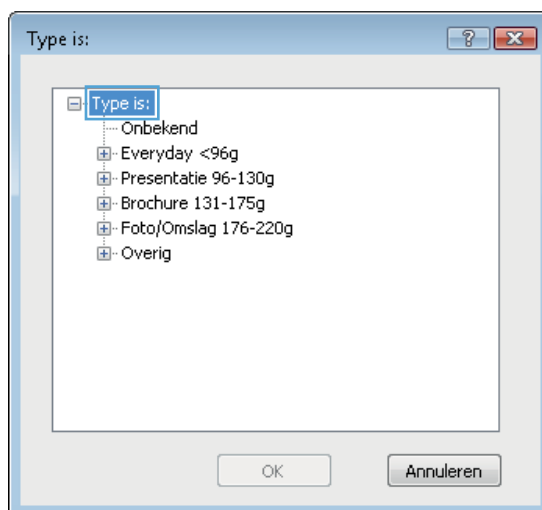 Type is:
Type is:
Onbekend
Everyday <96g
Presentatie 96-130g
Brochure 131-175g
Foto/Omslag 176-220g
Overig
OK
Annuleren